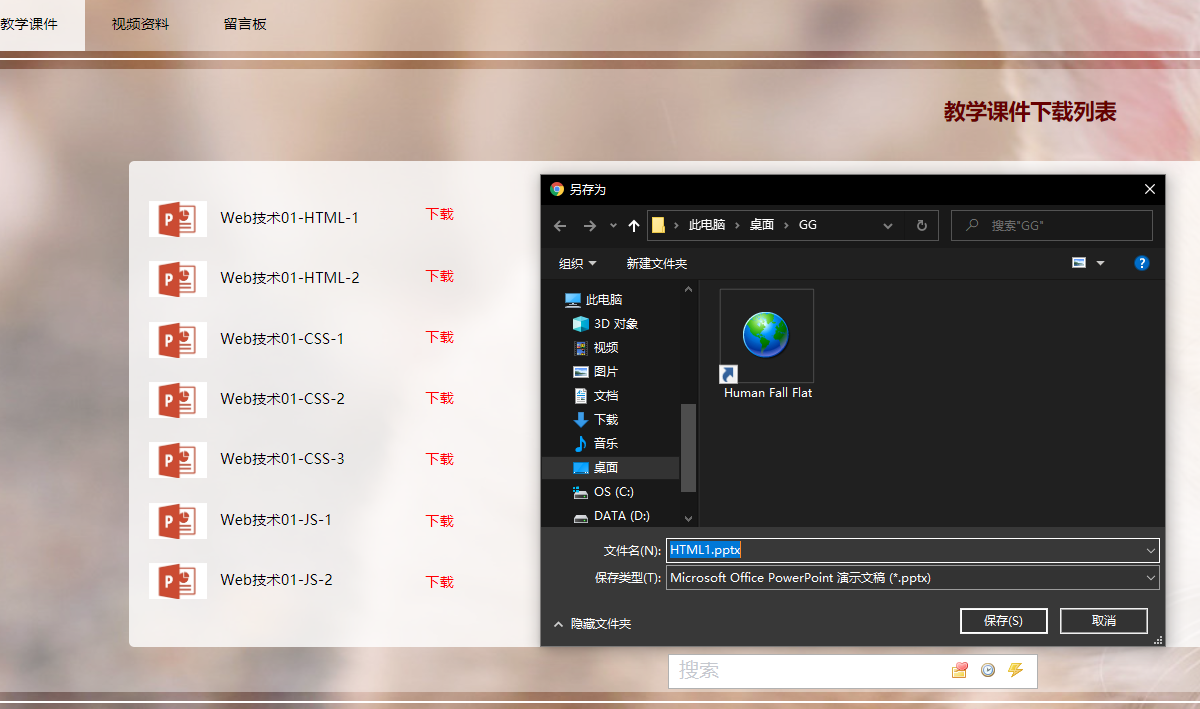 教学课件 视频资料 留言板
教学课件下载列表
Web技术01-HTML-1 下载
Web技术01-HTML-2 下载
Web技术01-CSS-1 下载
Web技术01-CSS-2 下载
Web技术01-CSS-3 下载
Web技术01-JS-1 下载
Web技术01-JS-2 下载
另存为
此电脑 › 桌面 › GG
搜索"GG"
组织 新建文件夹
此电脑
3D 对象
视频
图片
文档
下载
音乐
桌面
OS (C:)
DATA (D:)
Human Fall Flat
文件名(N): HTML1.pptx
保存类型(T): Microsoft Office PowerPoint 演示文稿 (*.pptx)
隐藏文件夹 保存(S) 取消
搜索